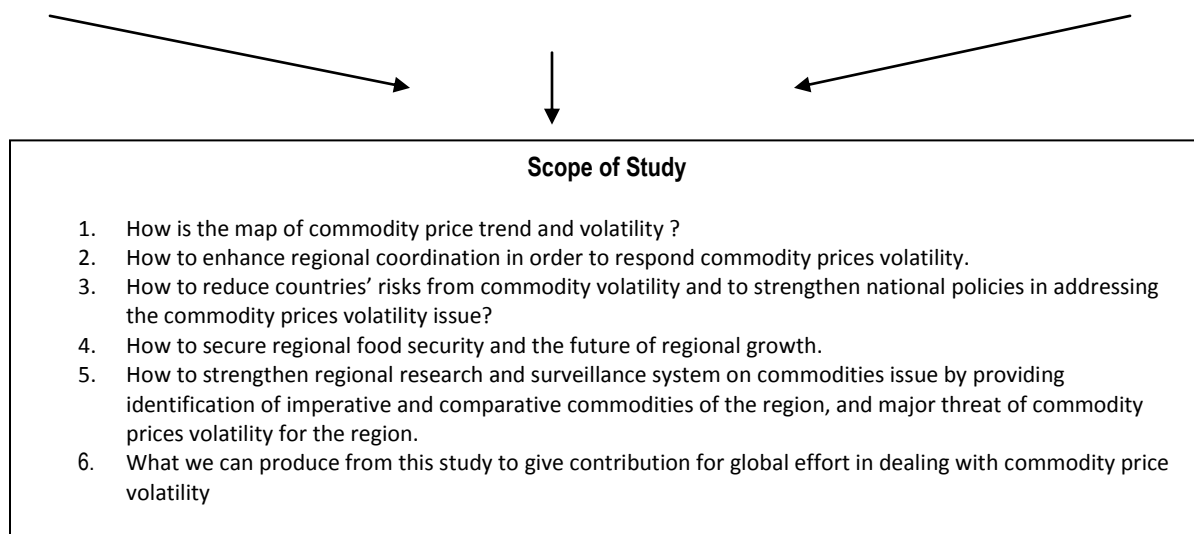 Scope of Study
1. How is the map of commodity price trend and volatility ?
2. How to enhance regional coordination in order to respond commodity prices volatility.
3. How to reduce countries’ risks from commodity volatility and to strengthen national policies in addressing
the commodity prices volatility issue?
4. How to secure regional food security and the future of regional growth.
5. How to strengthen regional research and surveillance system on commodities issue by providing
identification of imperative and comparative commodities of the region, and major threat of commodity
prices volatility for the region.
6. What we can produce from this study to give contribution for global effort in dealing with commodity price
volatility